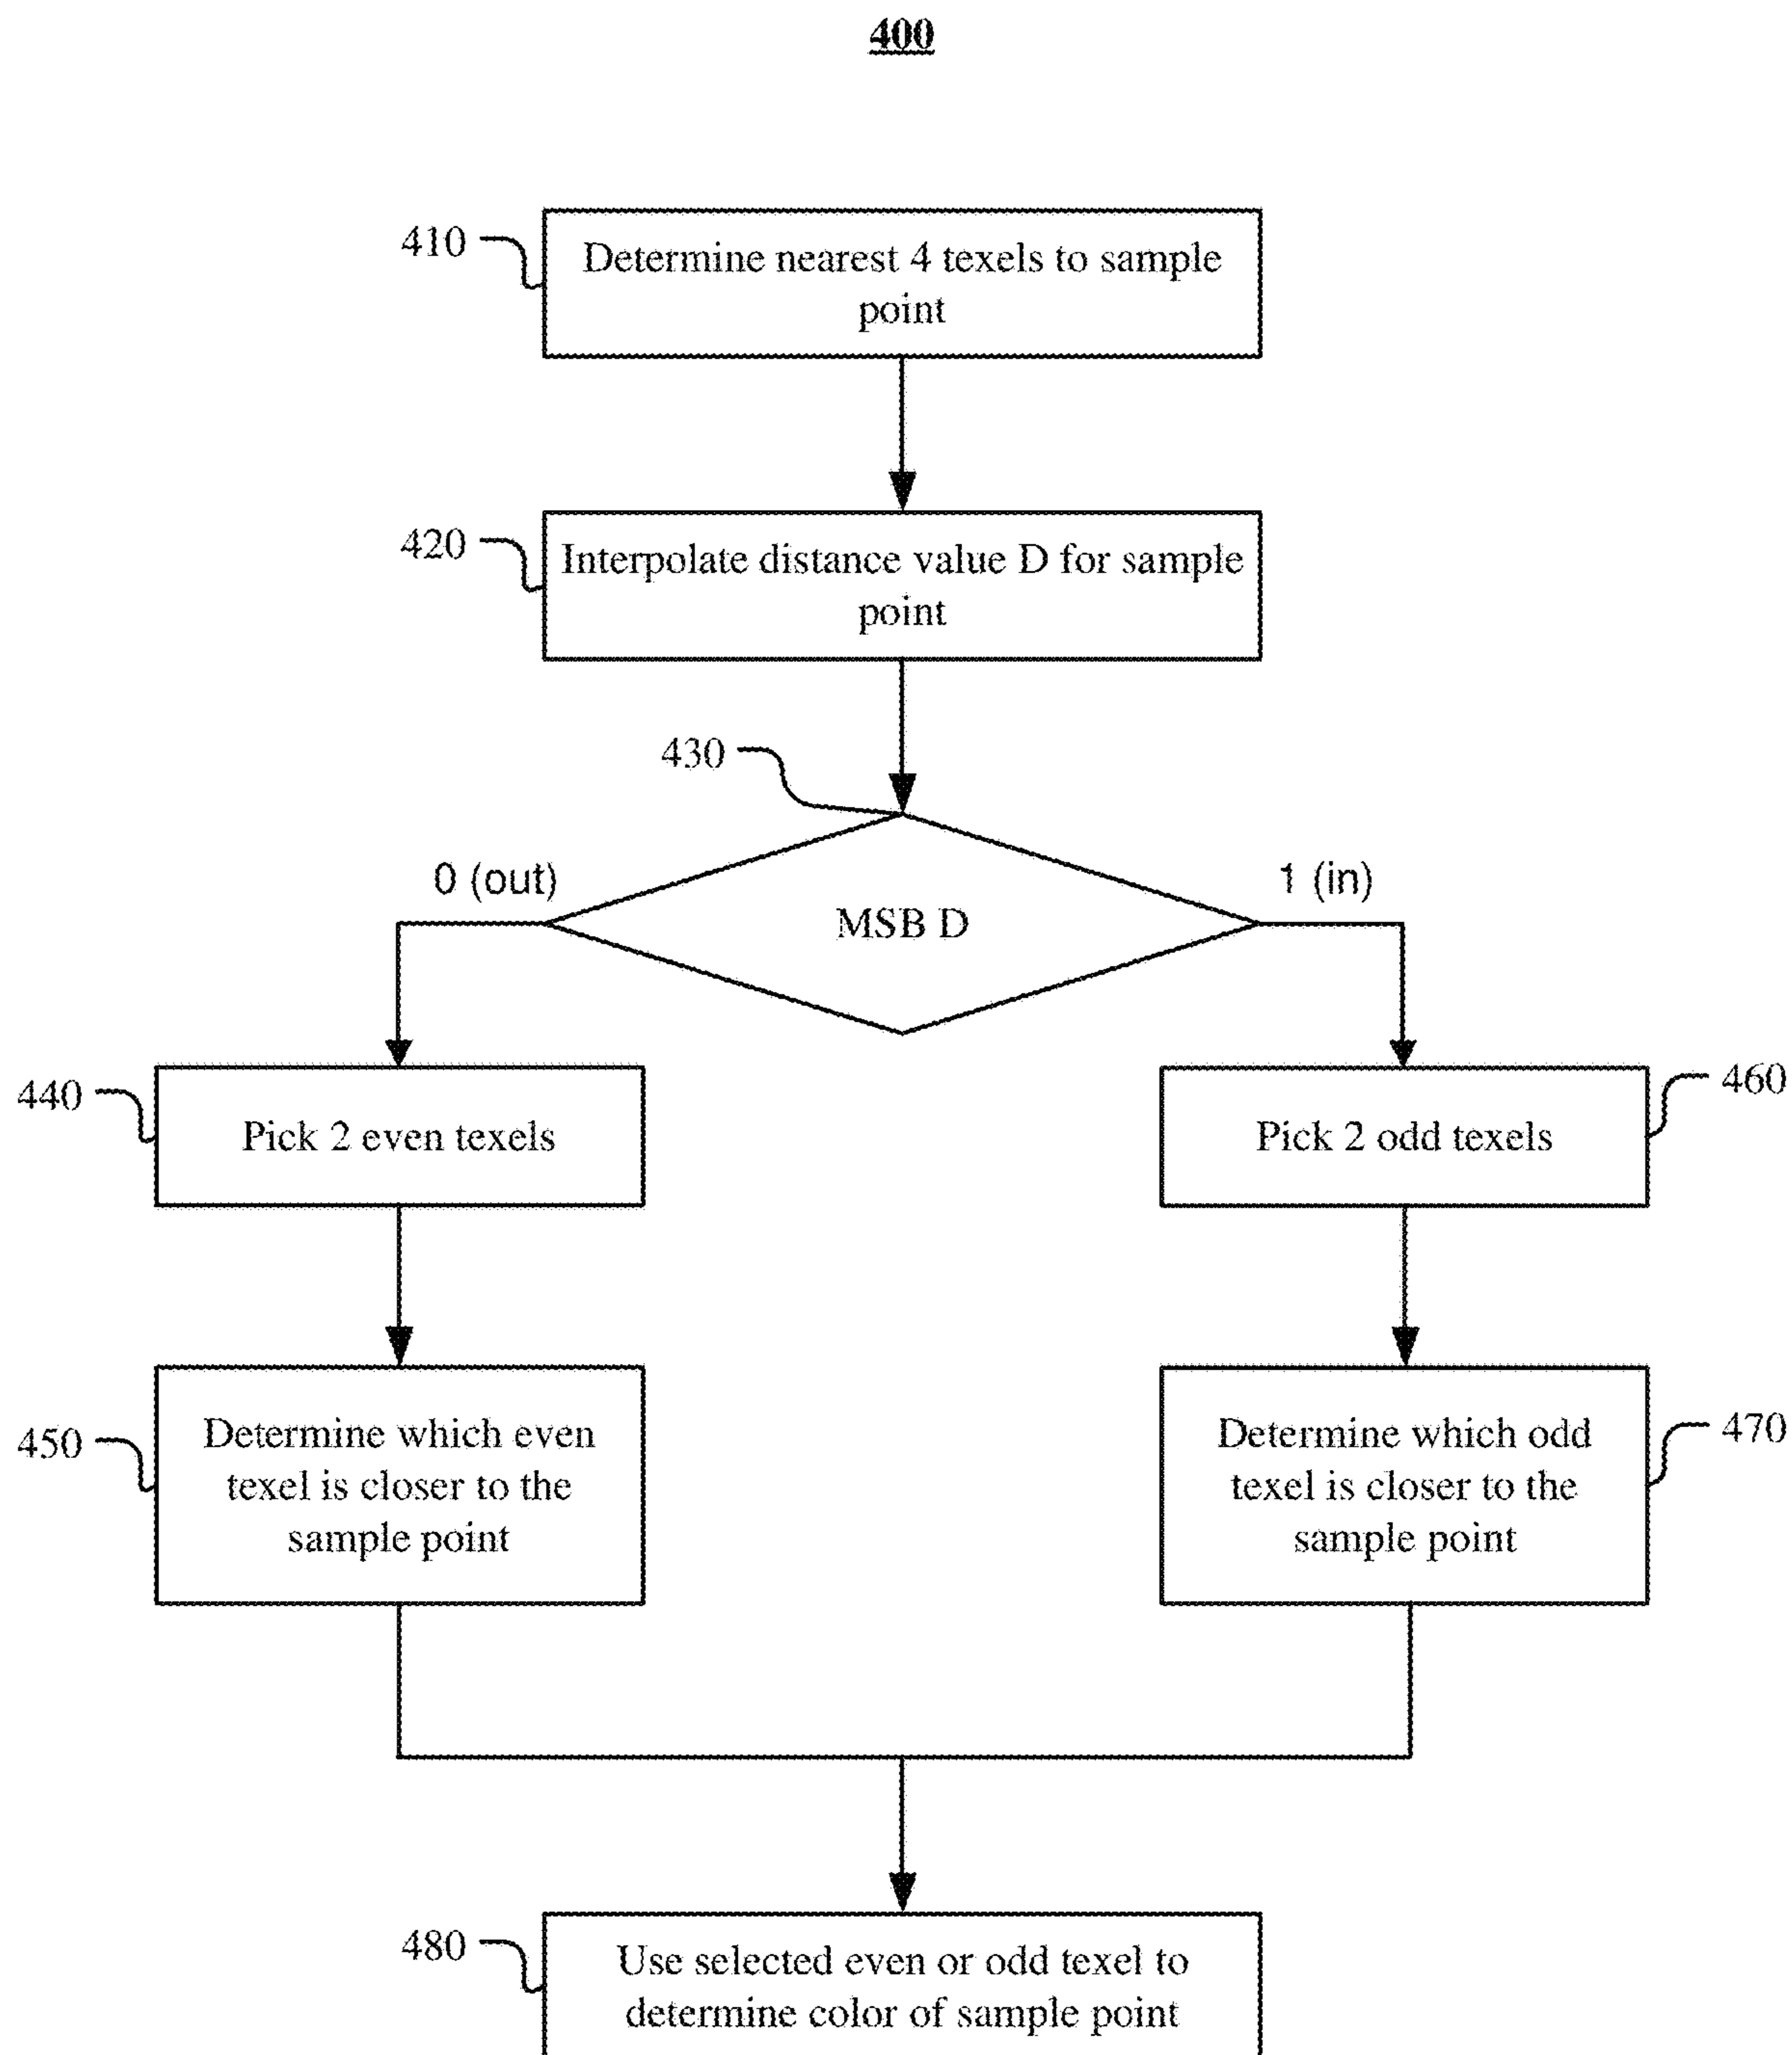 400
410
Determine nearest 4 texels to sample
point
420
Interpolate distance value D for sample
point
430
0 (out)
1 (in)
MSB D
440
Pick 2 even texels
460
Pick 2 odd texels
450
Determine which even
texel is closer to the
sample point
470
Determine which odd
texel is closer to the
sample point
480
Use selected even or odd texel to
determine color of sample point